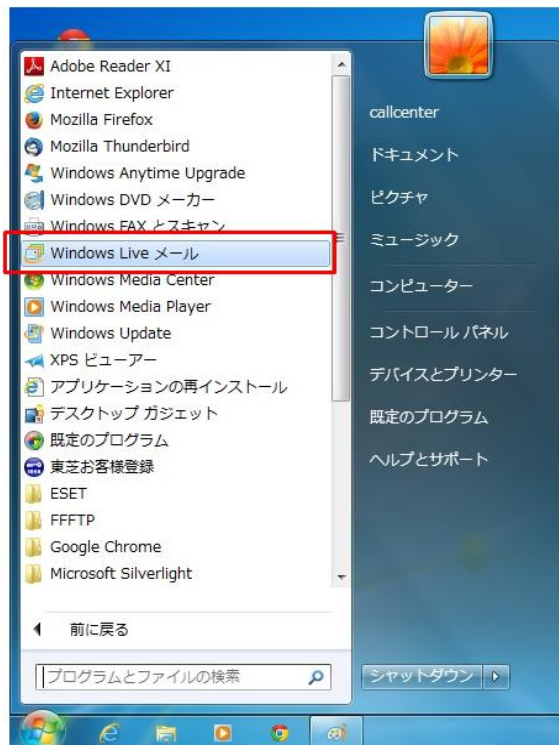 Adobe Reader XI
Internet Explorer
Mozilla Firefox
Mozilla Thunderbird
Windows Anytime Upgrade
Windows DVD メーカー
Windows FAX とスキャン
Windows Live メール
Windows Media Center
Windows Media Player
Windows Update
XPS ビューアー
アプリケーションの再インストール
デスクトップ ガジェット
既定のプログラム
東芝お客様登録
ESET
FFFTP
Google Chrome
Microsoft Silverlight
前に戻る
プログラムとファイルの検索
callcenter
ドキュメント
ピクチャ
ミュージック
コンピューター
コントロール パネル
デバイスとプリンター
既定のプログラム
ヘルプとサポート
シャットダウン